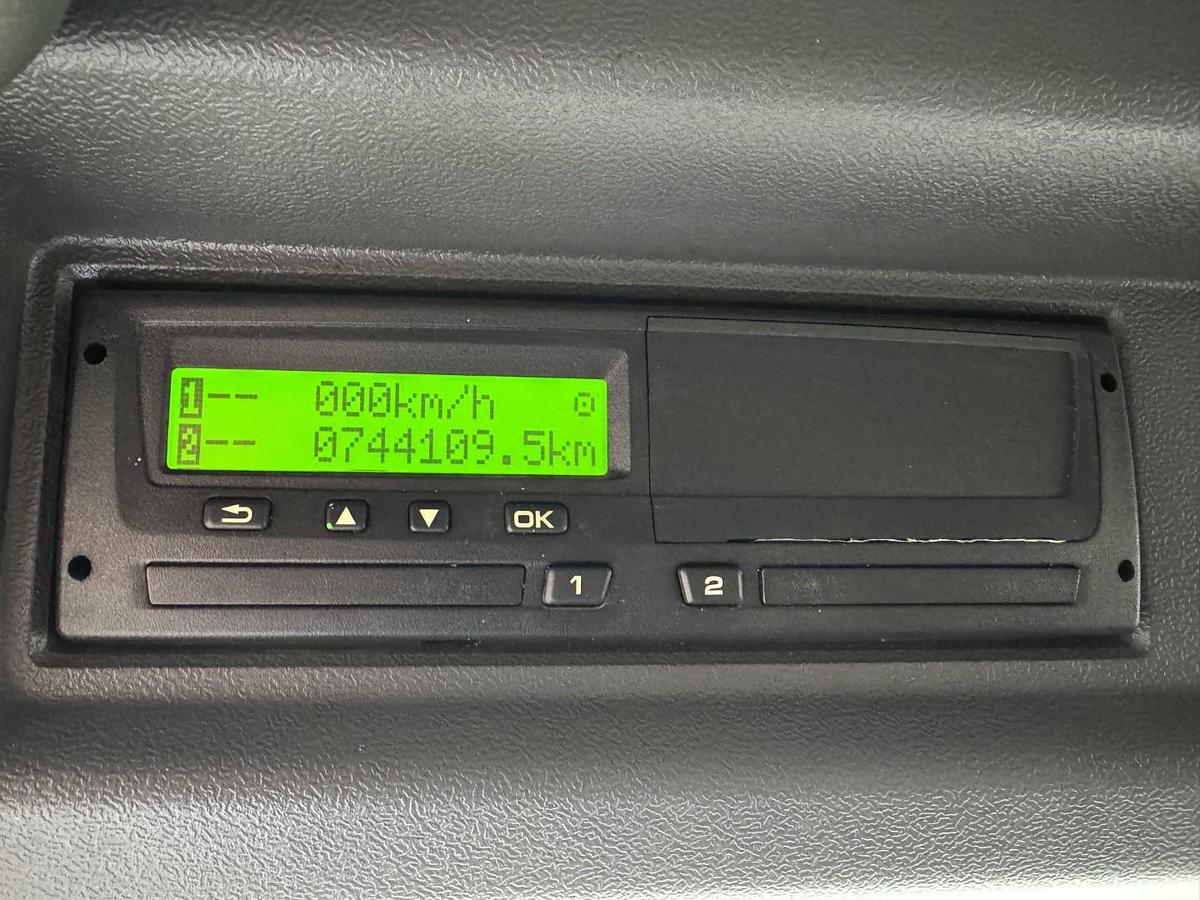 1-- 000km/h ⊙
2-- 0744109.5km
▲ ▼ OK
1 2